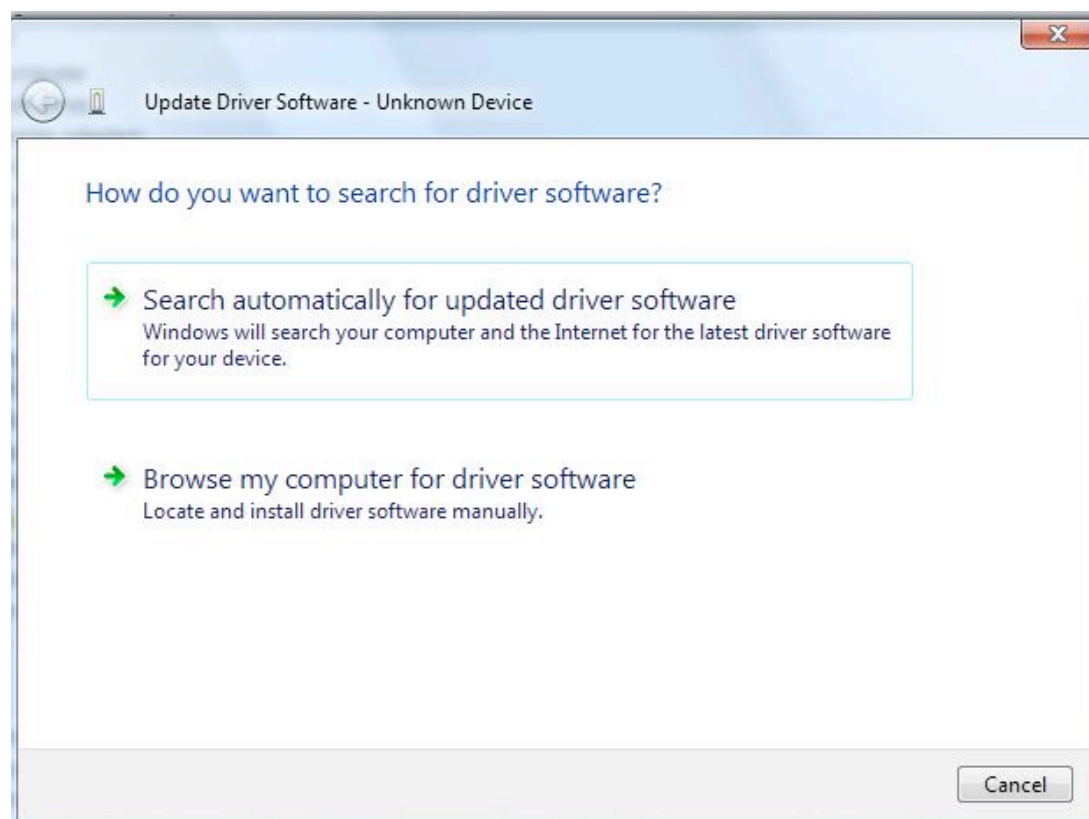 Update Driver Software - Unknown Device
How do you want to search for driver software?
Search automatically for updated driver software
Windows will search your computer and the Internet for the latest driver software
for your device.
Browse my computer for driver software
Locate and install driver software manually.
Cancel